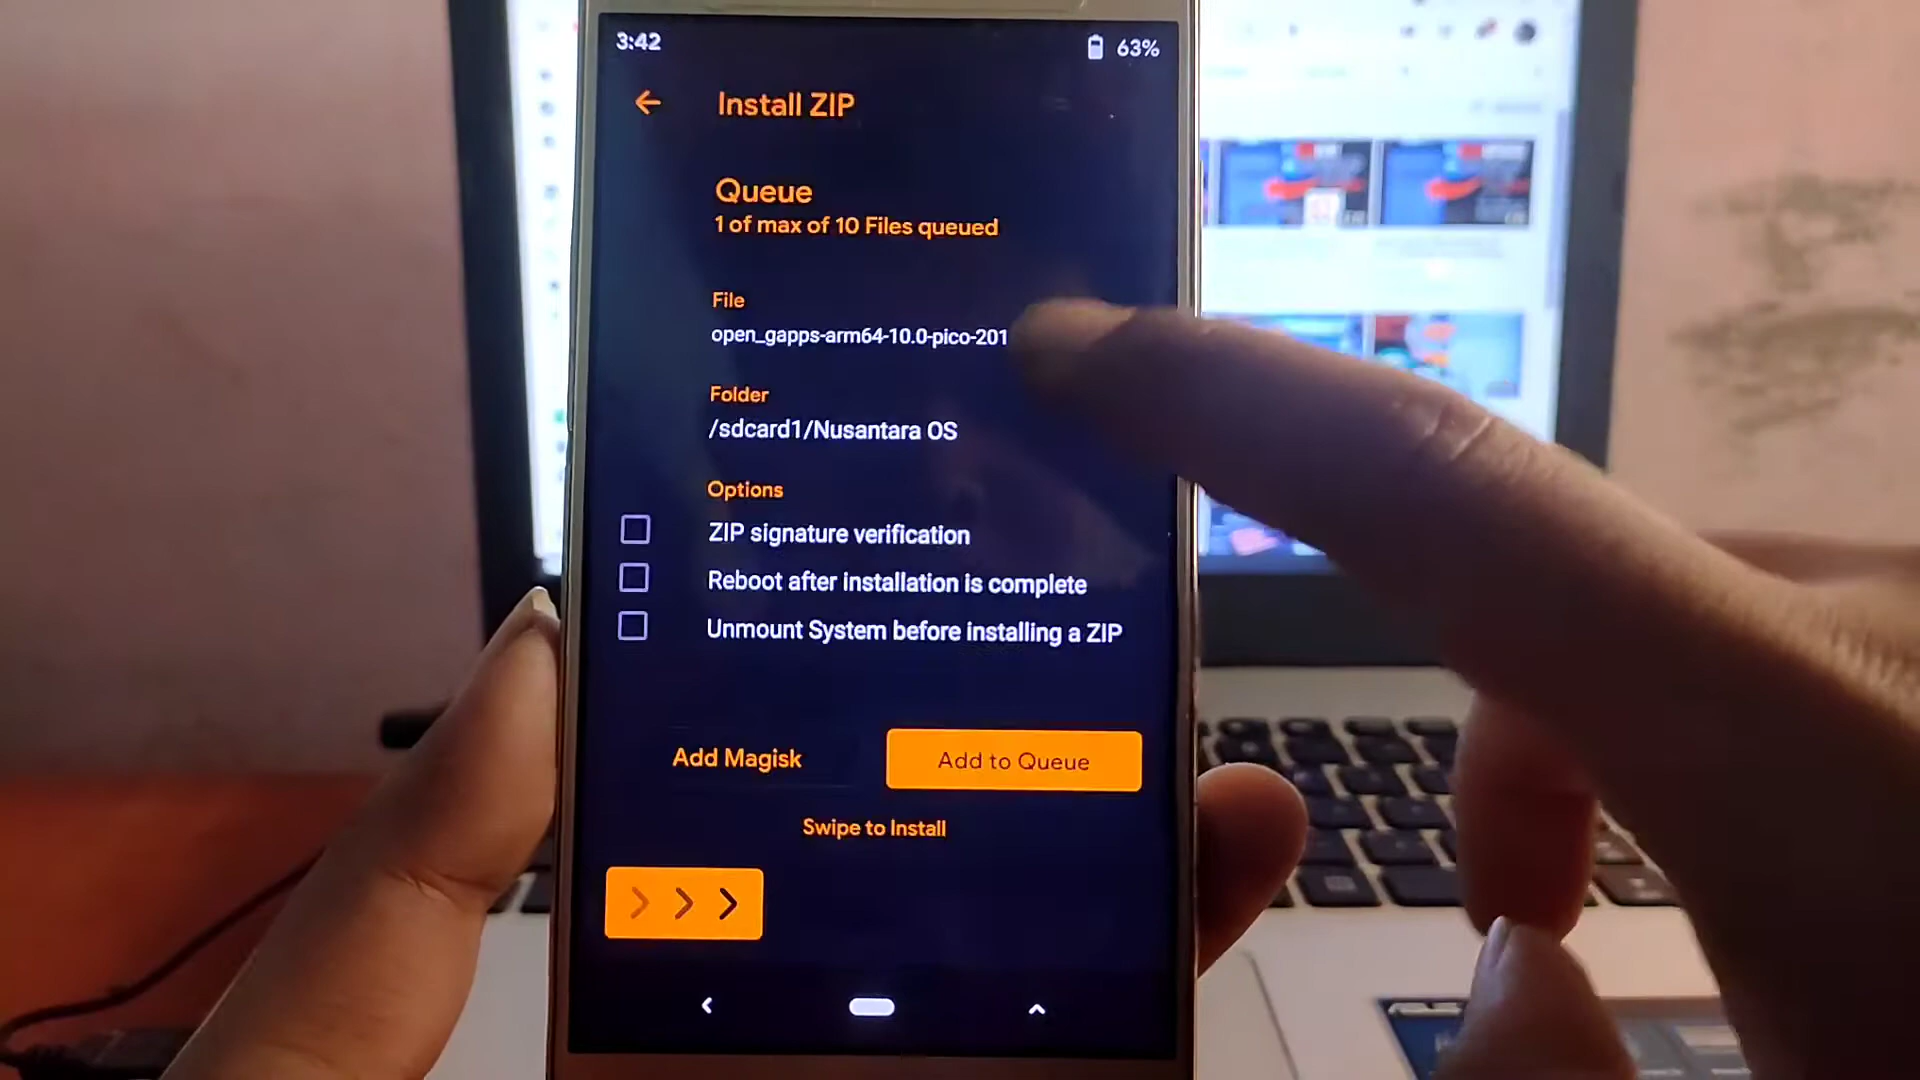 3:42
63%
Install ZIP
Queue
1 of max of 10 Files queued
File
open_gapps-arm64-10.0-pico-201
Folder
/sdcard1/Nusantara OS
Options
ZIP signature verification
Reboot after installation is complete
Unmount System before installing a ZIP
Add Magisk
Add to Queue
Swipe to Install